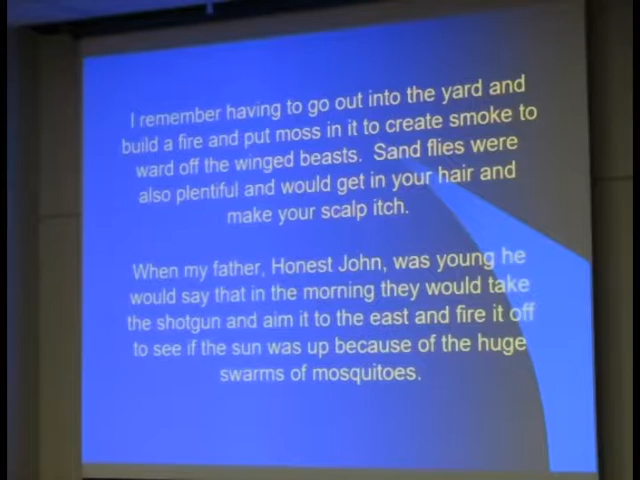 I remember having to go out into the yard and
build a fire and put moss in it to create smoke to
ward off the winged beasts. Sand flies were
also plentiful and would get in your hair and
make your scalp itch.
When my father, Honest John, was young he
would say that in the morning they would take
the shotgun and aim it to the east and fire it off
to see if the sun was up because of the huge
swarms of mosquitoes.